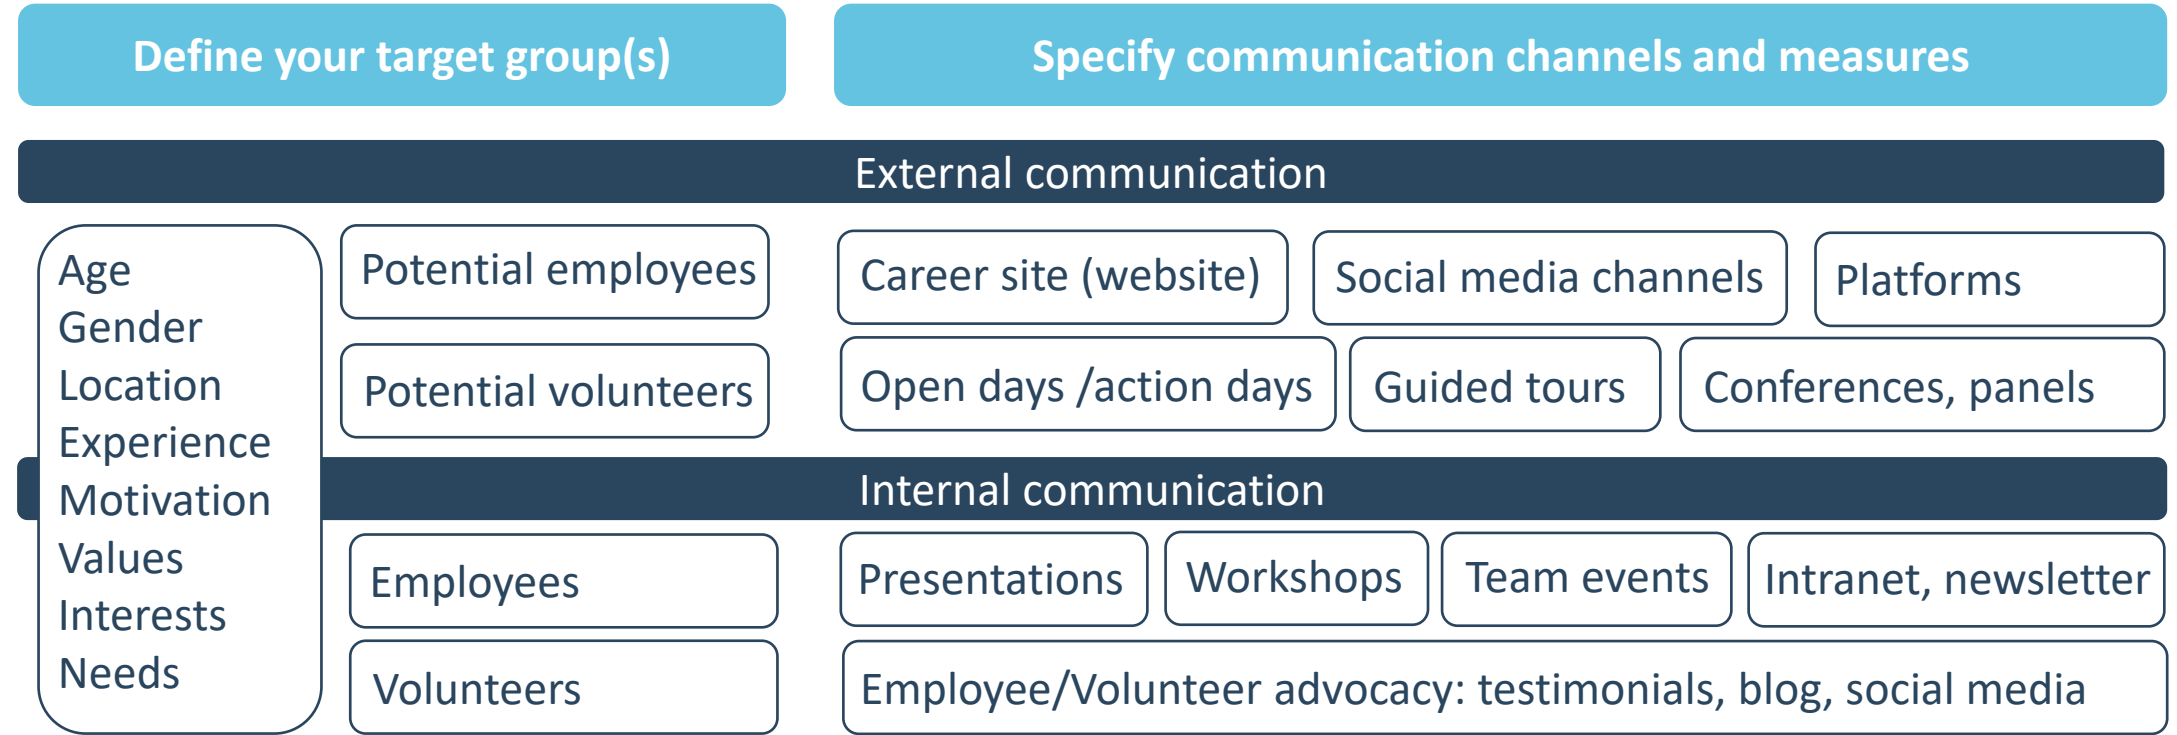 Define your target group(s)
Specify communication channels and measures
External communication
Age
Gender
Location
Experience
Motivation
Values
Interests
Needs
Potential employees
Potential volunteers
Career site (website)
Social media channels
Platforms
Open days /action days
Guided tours
Conferences, panels
Internal communication
Employees
Volunteers
Presentations
Workshops
Team events
Intranet, newsletter
Employee/Volunteer advocacy: testimonials, blog, social media